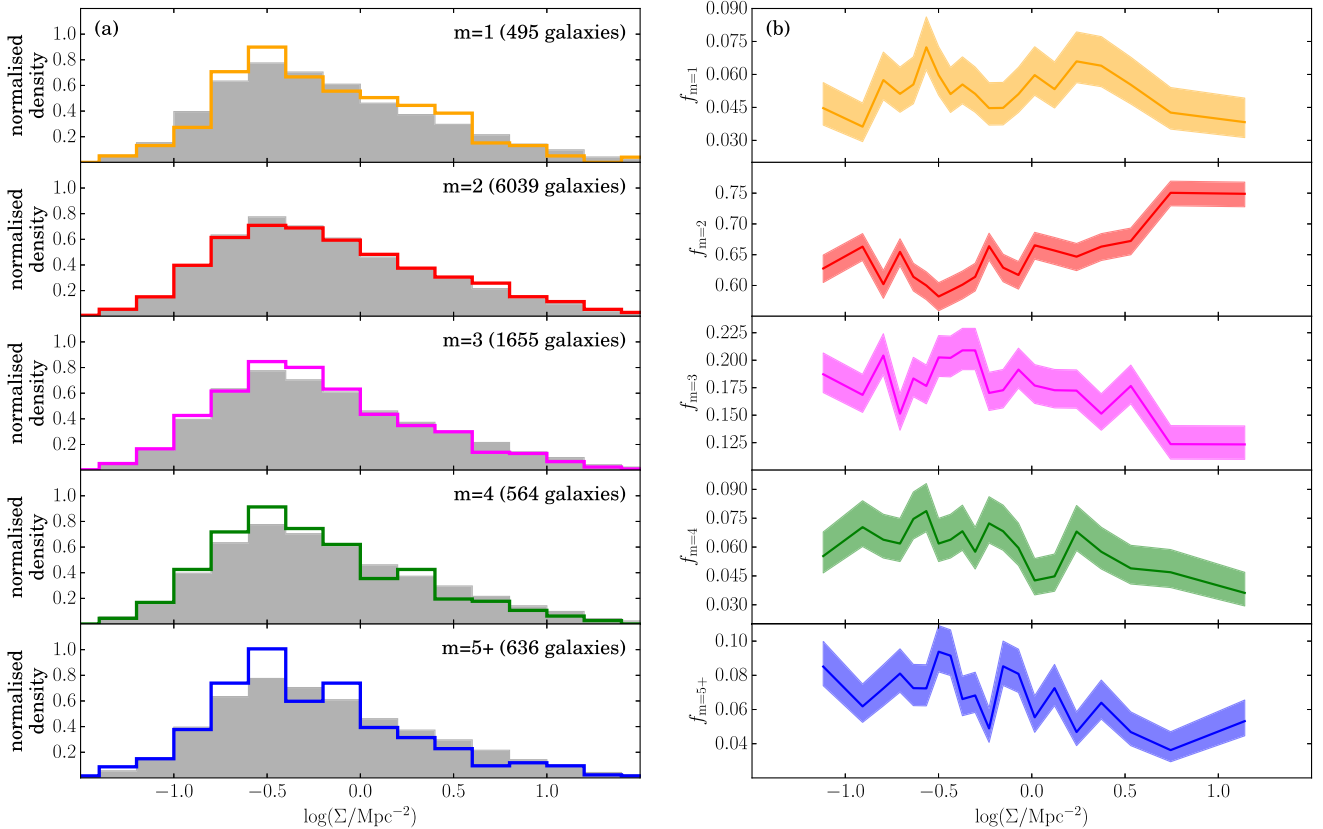 (a)
m=1 (495 galaxies)
normalised
density
1.0
0.8
0.6
0.4
0.2
m=2 (6039 galaxies)
normalised
density
1.0
0.8
0.6
0.4
0.2
m=3 (1655 galaxies)
normalised
density
1.0
0.8
0.6
0.4
0.2
m=4 (564 galaxies)
normalised
density
1.0
0.8
0.6
0.4
0.2
m=5+ (636 galaxies)
normalised
density
1.0
0.8
0.6
0.4
0.2
−1.0 −0.5 0.0 0.5 1.0
log(Σ/Mpc⁻²)
(b)
f_{m=1}
0.090
0.075
0.060
0.045
0.030
f_{m=2}
0.75
0.70
0.65
0.60
f_{m=3}
0.225
0.200
0.175
0.150
0.125
f_{m=4}
0.090
0.075
0.060
0.045
0.030
f_{m=5+}
0.10
0.08
0.06
0.04
−1.0 −0.5 0.0 0.5 1.0
log(Σ/Mpc⁻²)